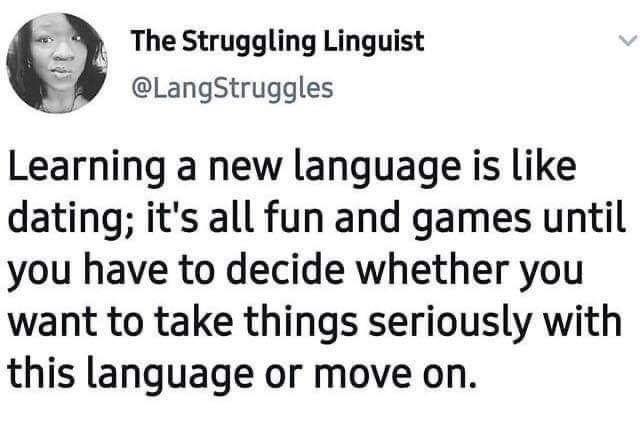 The Struggling Linguist
@LangStruggles
Learning a new language is like
dating; it's all fun and games until
you have to decide whether you
want to take things seriously with
this language or move on.